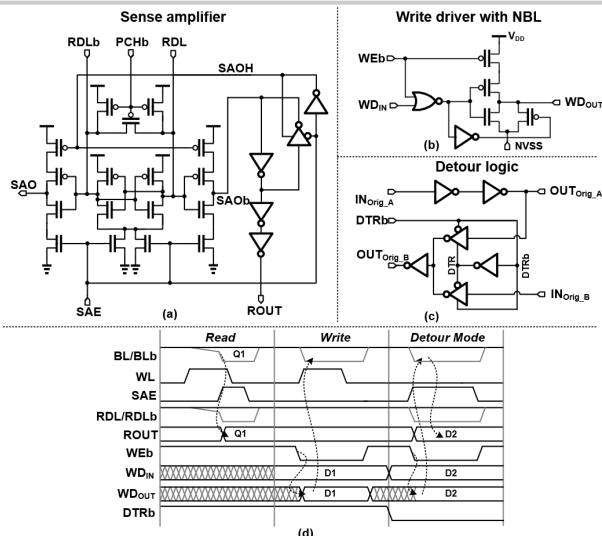 Sense amplifier
RDLb PCHb RDL
SAOH
SAO
SAOb
SAE
(a)
ROUT
Write driver with NBL
VDD
WEb
WDIN
WDOUT
(b)
NVSS
Detour logic
INOrig_A
OUTOrig_A
DTRb
OUTOrig_B
DTR
DTRb
INOrig_B
(c)
Read Write Detour Mode
BL/BLb Q1
WL
SAE
RDL/RDLb
ROUT Q1 D2
WEb
WDIN D1 D2
WDOUT D1 D2
DTRb
(d)